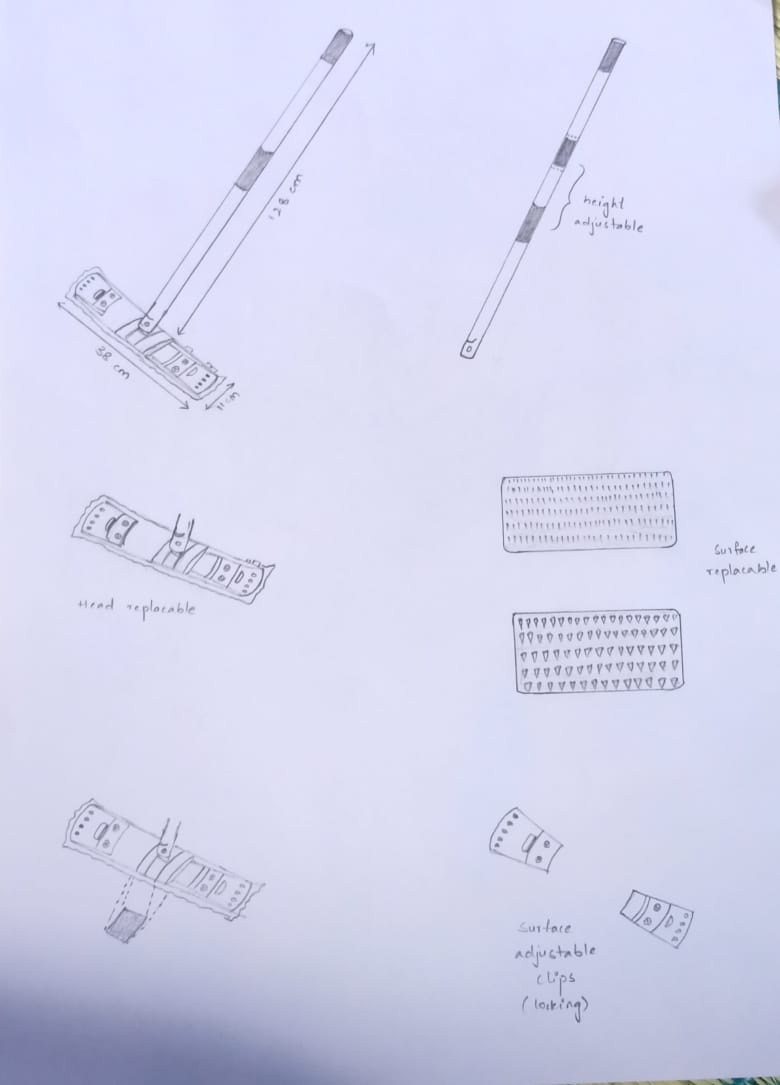 128 cm
height
adjustable
38 cm
11 cm
Head replacable
Surface
replacable
Surface
adjustable
clips
(locking)